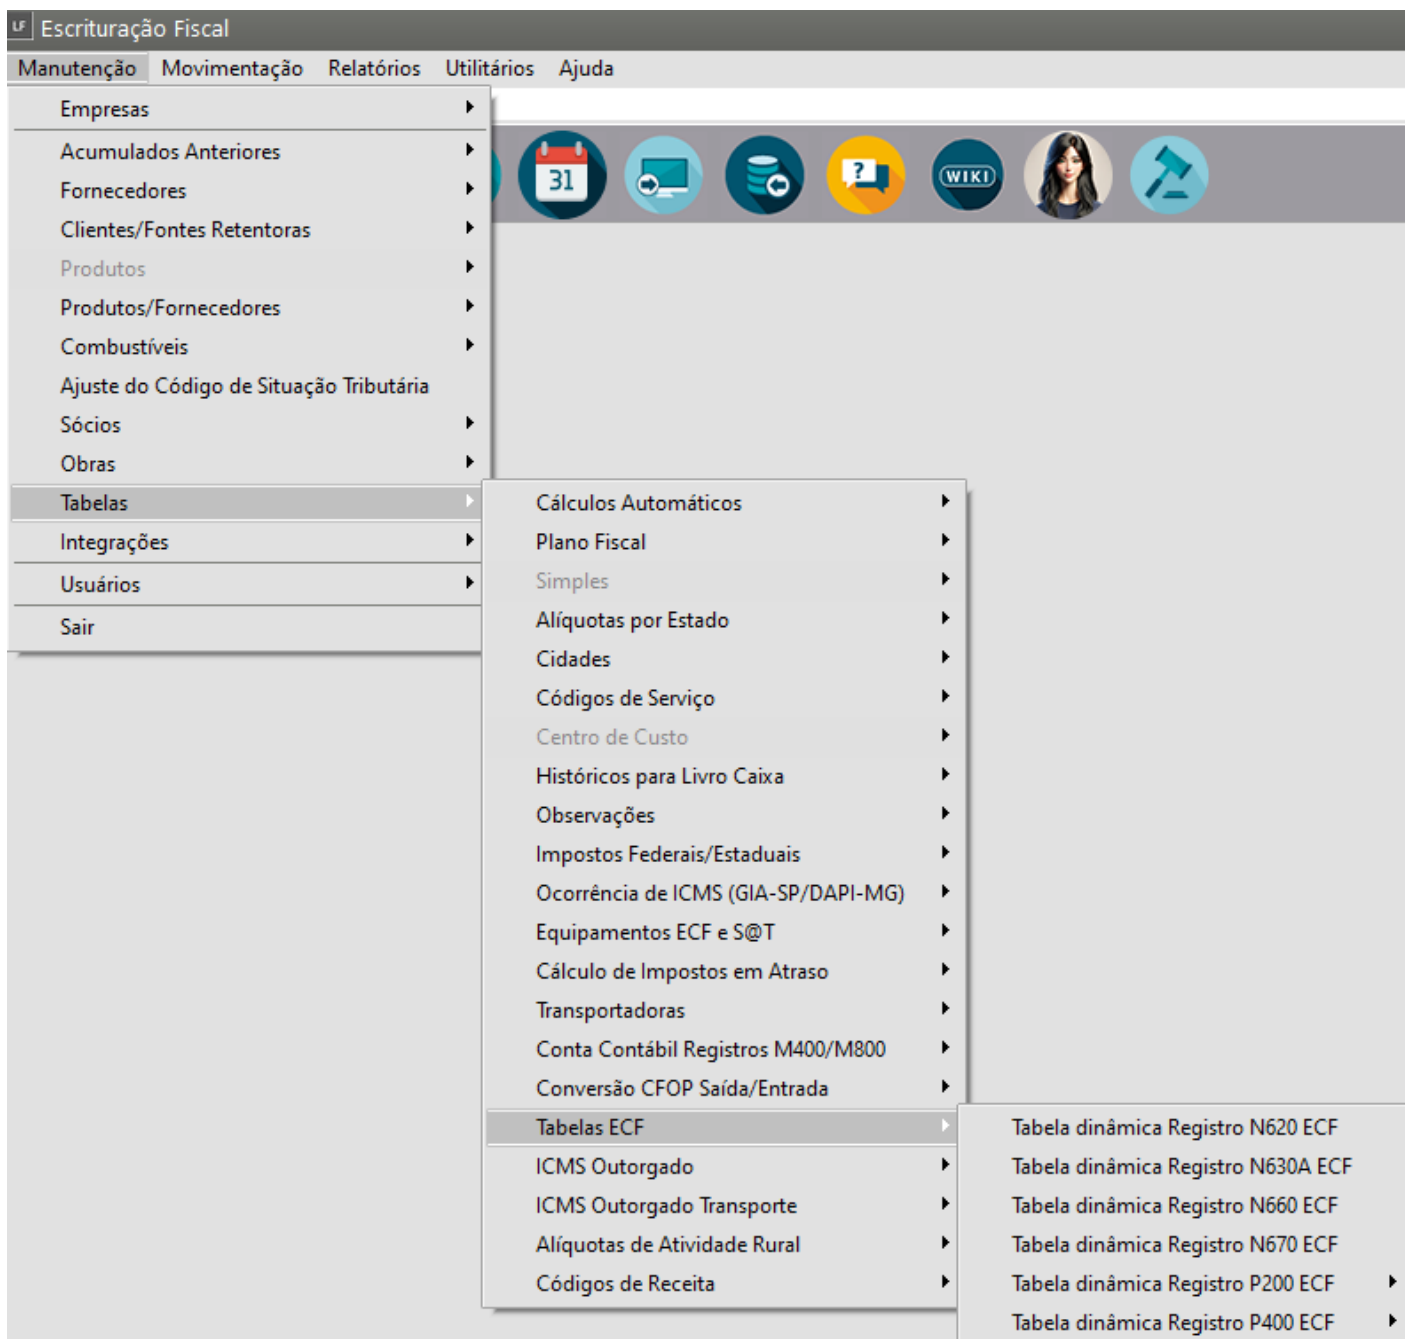 LF Escrituração Fiscal
Manutenção Movimentação Relatórios Utilitários Ajuda
Empresas
Acumulados Anteriores
Fornecedores
Clientes/Fontes Retentoras
Produtos
Produtos/Fornecedores
Combustíveis
Ajuste do Código de Situação Tributária
Sócios
Obras
Tabelas
Integrações
Usuários
Sair
31
?
WIKI
Cálculos Automáticos
Plano Fiscal
Simples
Alíquotas por Estado
Cidades
Códigos de Serviço
Centro de Custo
Históricos para Livro Caixa
Observações
Impostos Federais/Estaduais
Ocorrência de ICMS (GIA-SP/DAPI-MG)
Equipamentos ECF e S@T
Cálculo de Impostos em Atraso
Transportadoras
Conta Contábil Registros M400/M800
Conversão CFOP Saída/Entrada
Tabelas ECF
ICMS Outorgado
ICMS Outorgado Transporte
Alíquotas de Atividade Rural
Códigos de Receita
Tabela dinâmica Registro N620 ECF
Tabela dinâmica Registro N630A ECF
Tabela dinâmica Registro N660 ECF
Tabela dinâmica Registro N670 ECF
Tabela dinâmica Registro P200 ECF
Tabela dinâmica Registro P400 ECF